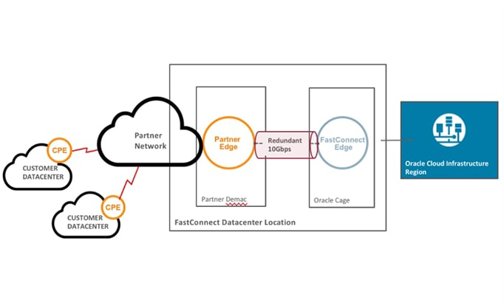 Partner
Network
CPE
CUSTOMER
DATACENTER
CPE
CUSTOMER
DATACENTER
Partner
Edge
Redundant
10Gbps
FastConnect
Edge
Partner Demac
Oracle Cage
FastConnect Datacenter Location
Oracle Cloud Infrastructure
Region